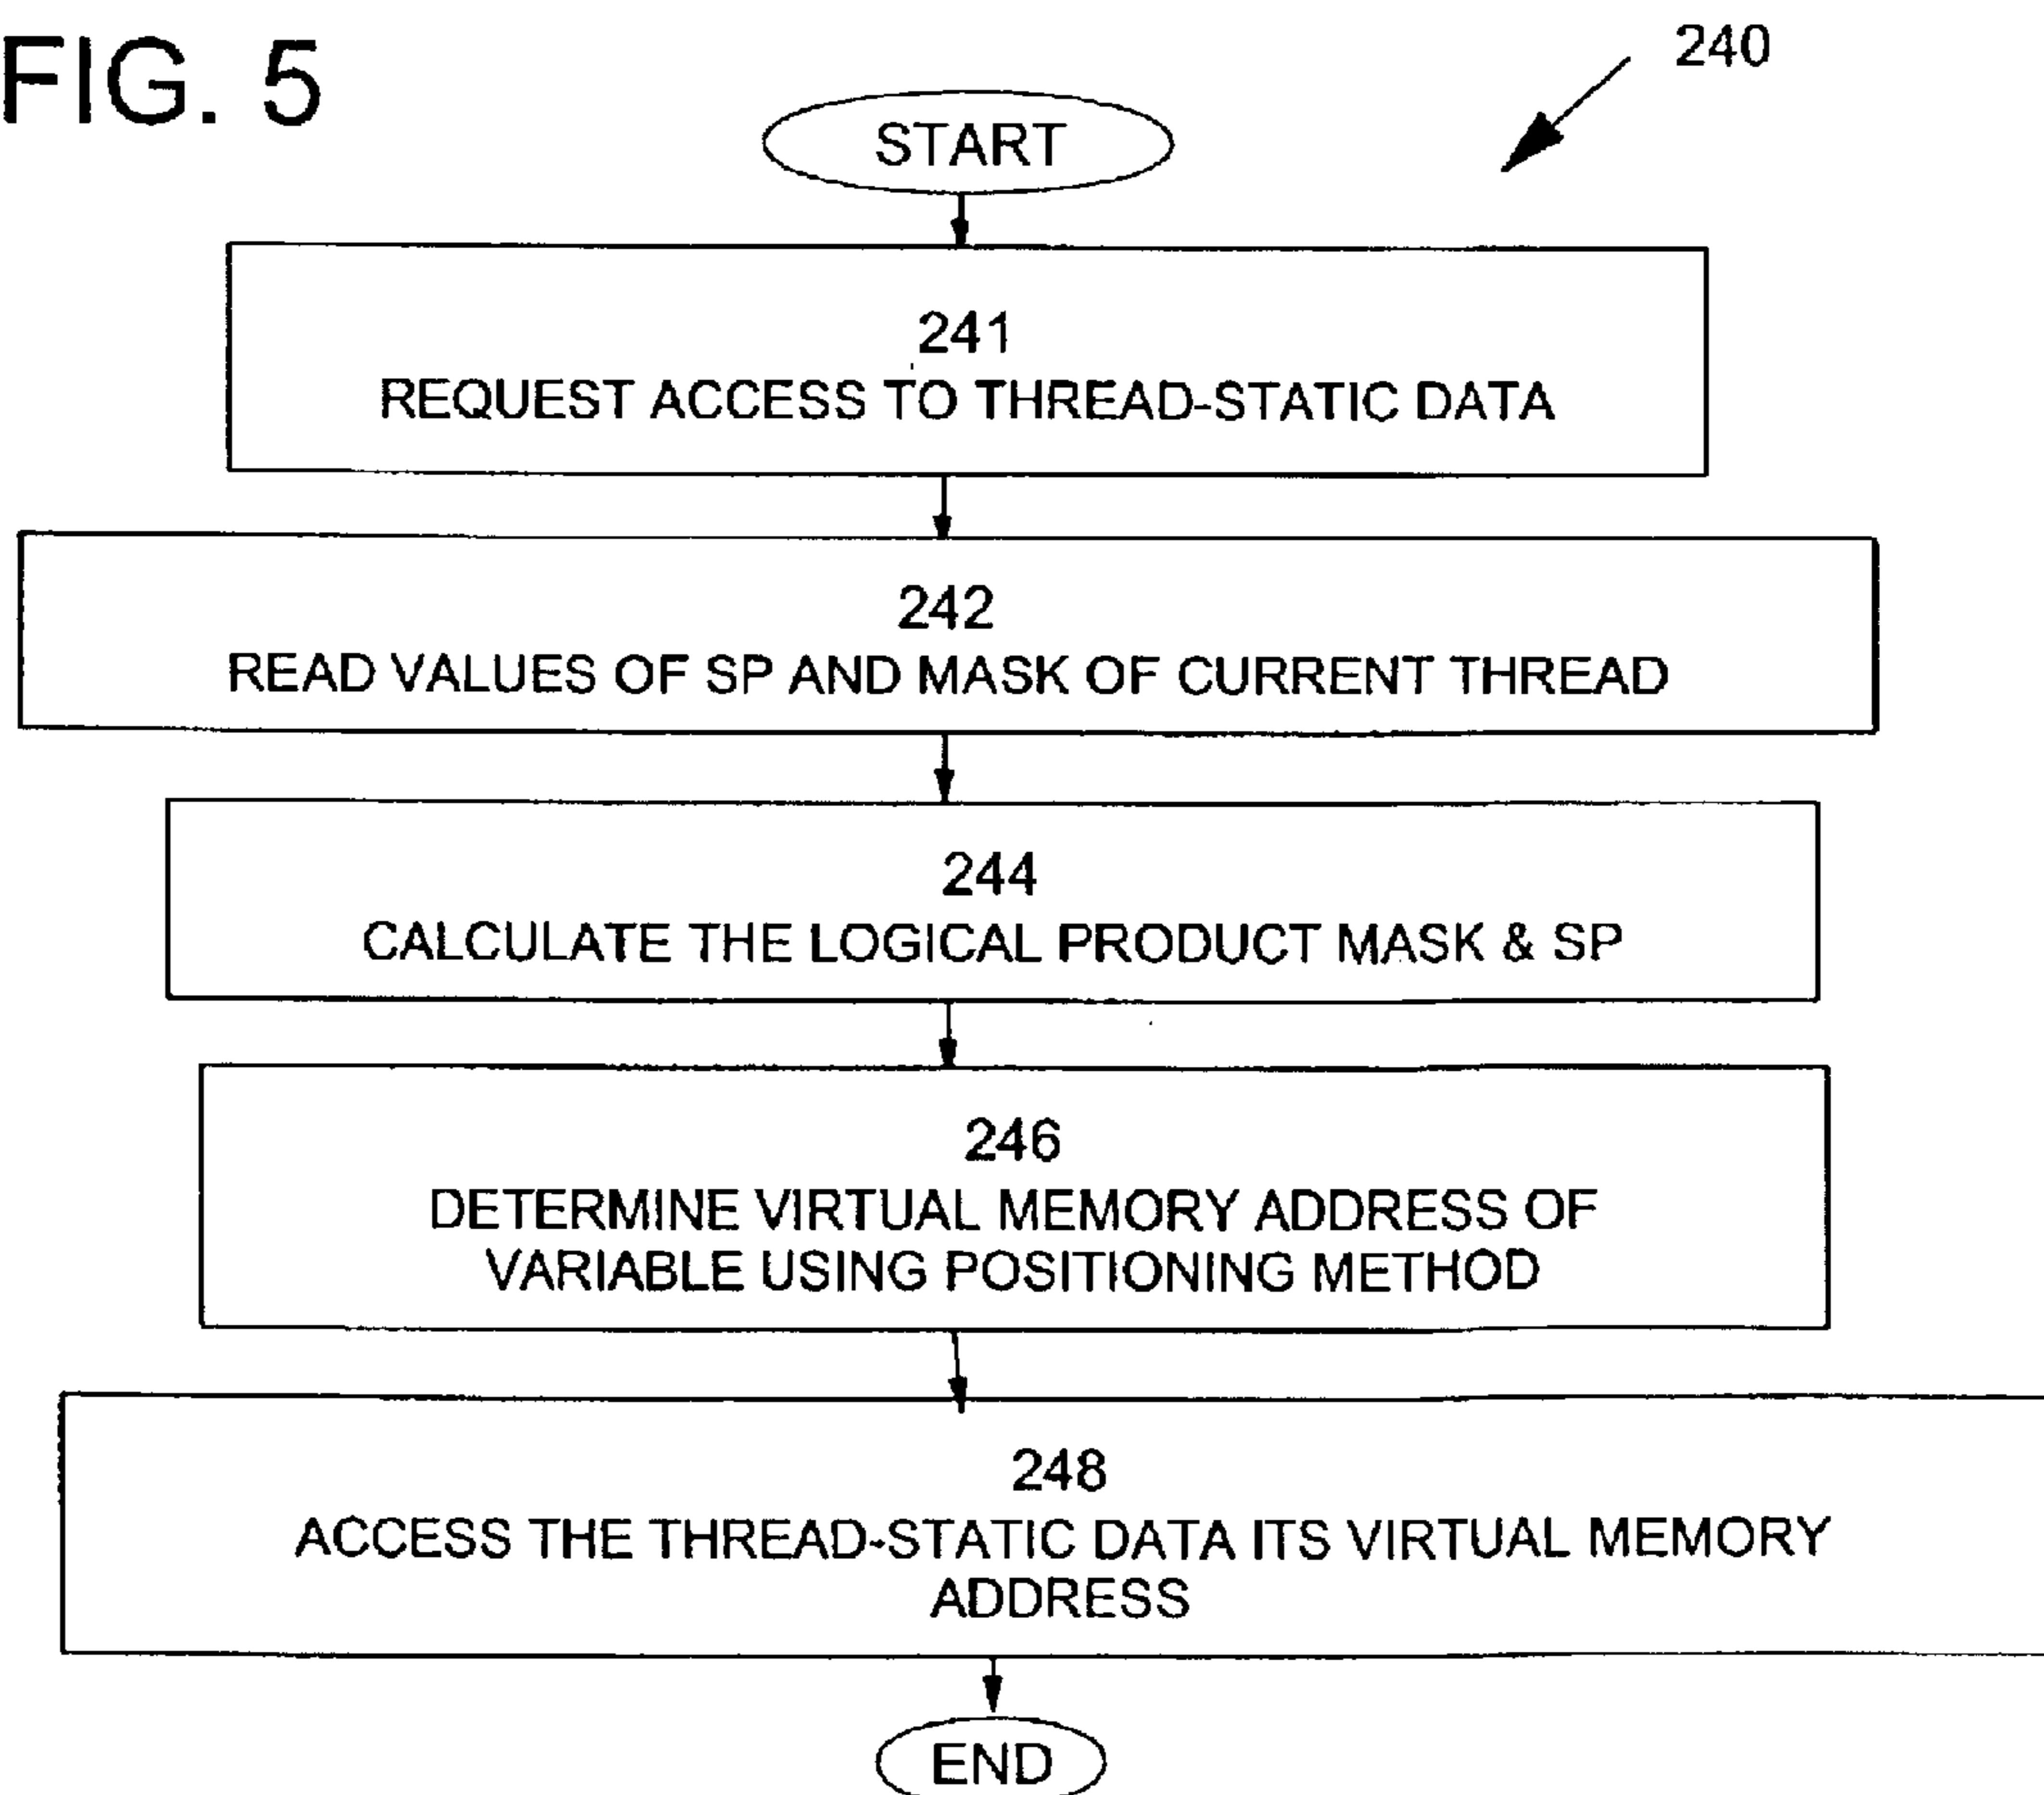 FIG. 5
240
START
241
REQUEST ACCESS TO THREAD-STATIC DATA
242
READ VALUES OF SP AND MASK OF CURRENT THREAD
244
CALCULATE THE LOGICAL PRODUCT MASK & SP
246
DETERMINE VIRTUAL MEMORY ADDRESS OF
VARIABLE USING POSITIONING METHOD
248
ACCESS THE THREAD-STATIC DATA ITS VIRTUAL MEMORY
ADDRESS
END